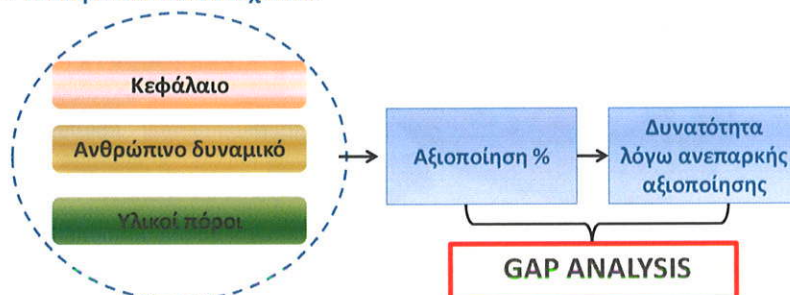 Κεφάλαιο
Ανθρώπινο δυναμικό
Υλικοί πόροι
Αξιοποίηση %
Δυνατότητα
λόγω ανεπαρκής
αξιοποίησης
GAP ANALYSIS